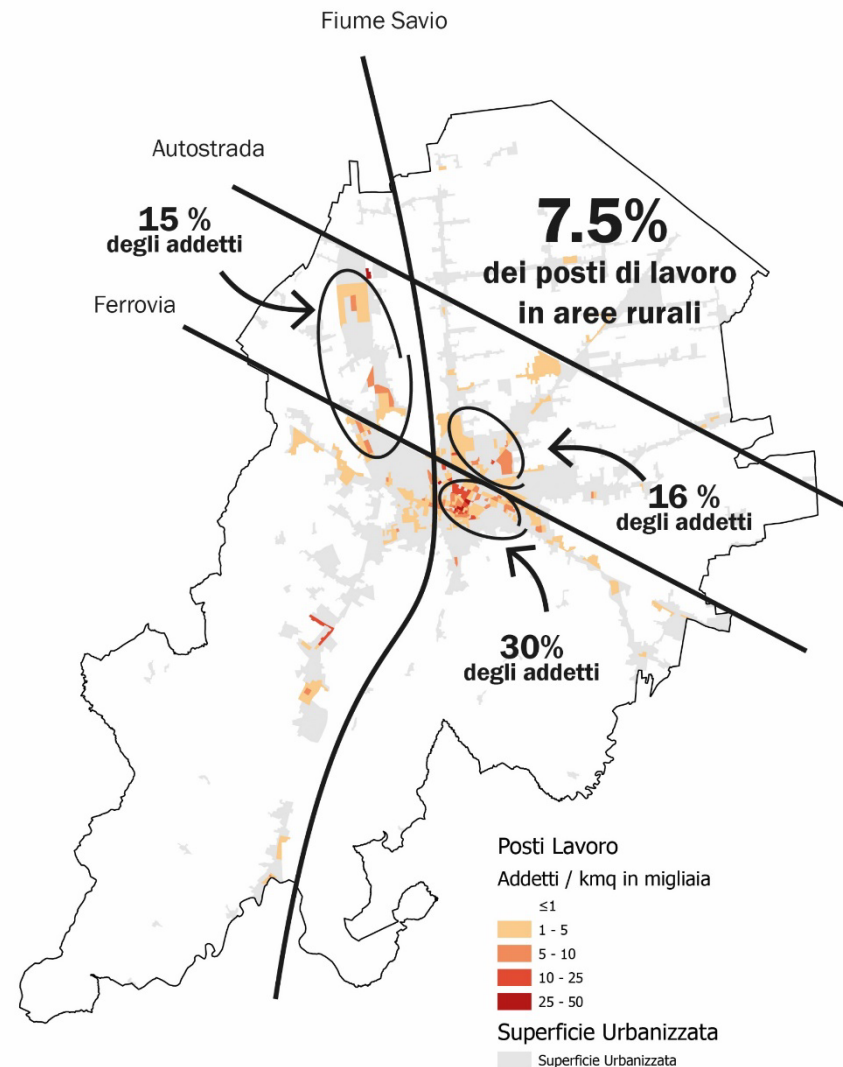 Fiume Savio
Autostrada
15 %
degli addetti
7.5%
dei posti di lavoro
in aree rurali
Ferrovia
16 %
degli addetti
30%
degli addetti
Posti Lavoro
Addetti / kmq in migliaia
≤1
1 - 5
5 - 10
10 - 25
25 - 50
Superficie Urbanizzata
Superficie Urbanizzata